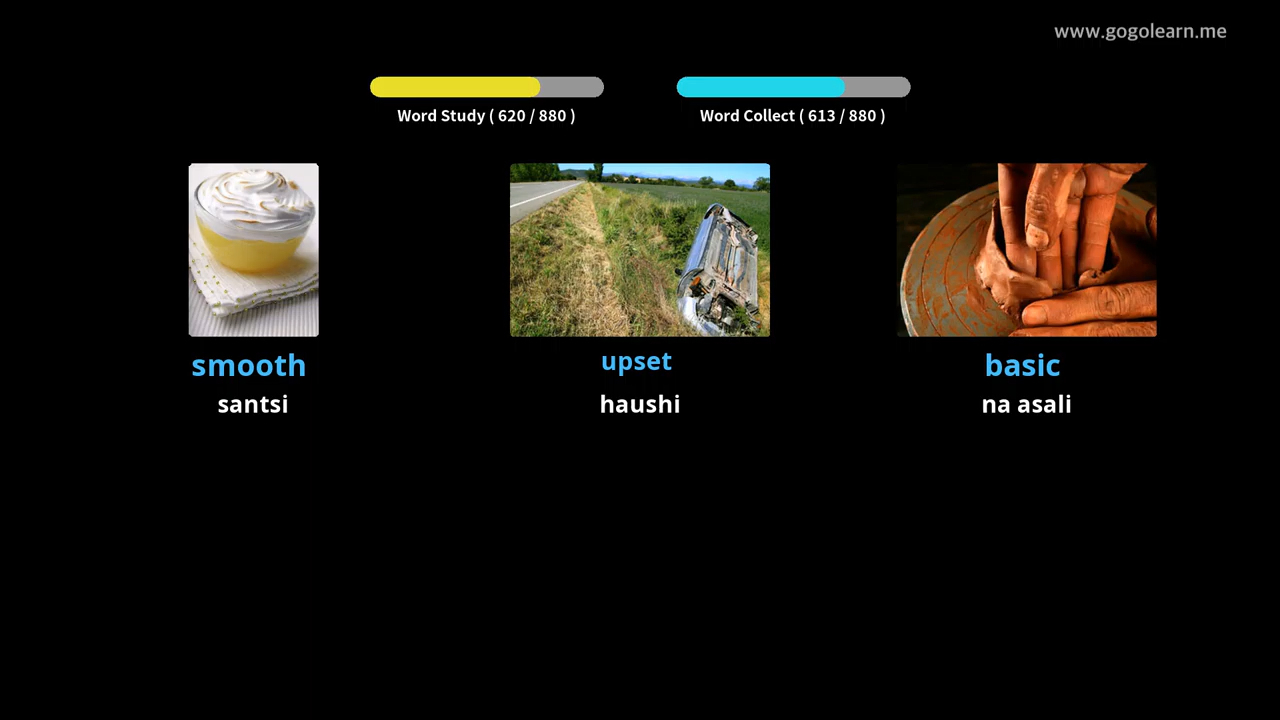 www.gogolearn.me
Word Study ( 620 / 880 )
Word Collect ( 613 / 880 )
smooth
upset
basic
santsi
haushi
na asali